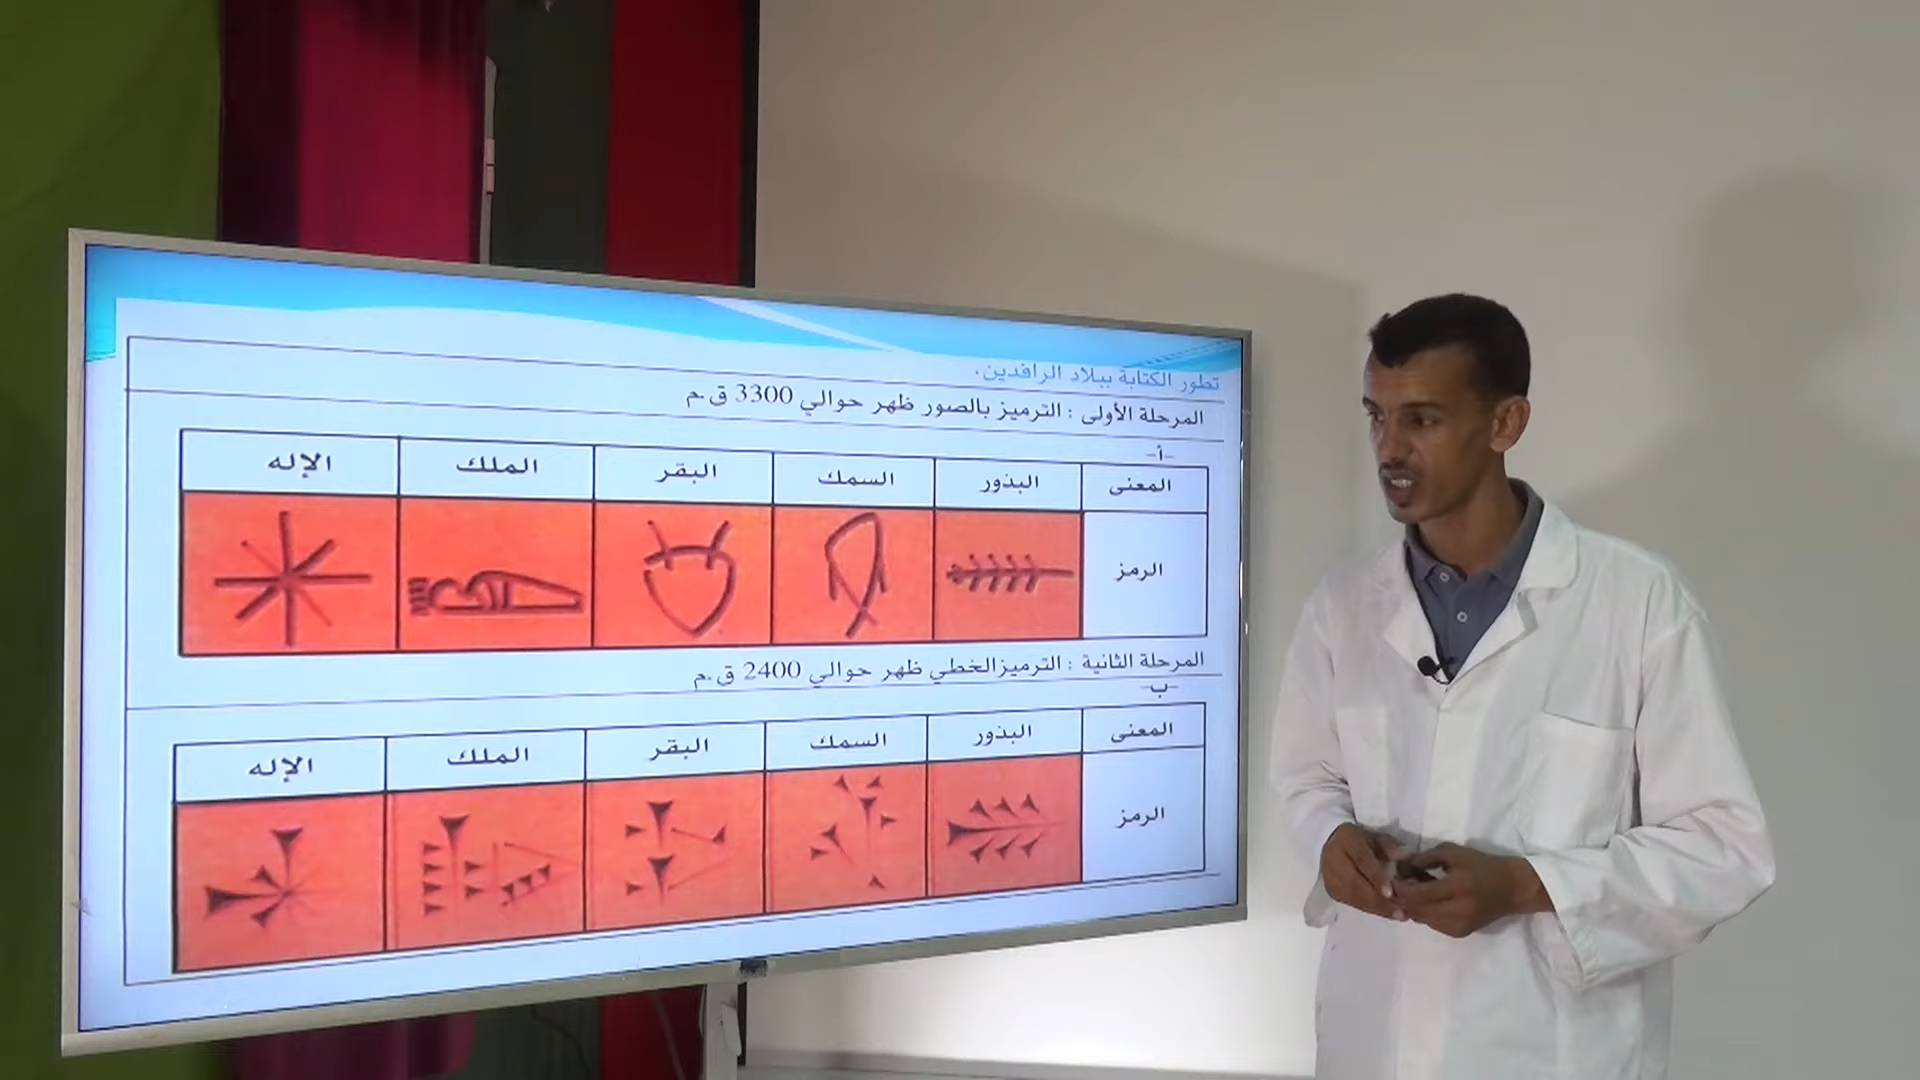 تطور الكتابة ببلاد الرافدين.
المرحلة الأولى : الترميز بالصور ظهر حوالي 3300 ق.م
-أ-
المعنى البذور السمك البقر الملك الإله
الرمز
المرحلة الثانية : الترميزالخطي ظهر حوالي 2400 ق.م
-ب-
المعنى البذور السمك البقر الملك الإله
الرمز